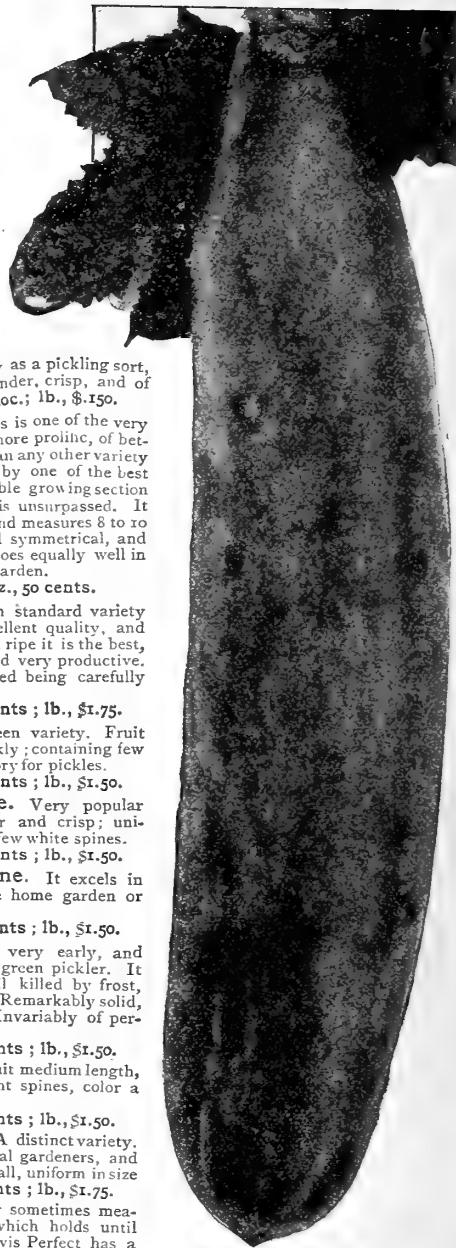 as a pickling sort,
nder, crisp, and of
oc.; lb., $.150.
s is one of the very
nore prolinc, of bet-
an any other variety
by one of the best
ble growing section
is unsurpassed. It
nd measures 8 to 10
l symmetrical, and
oes equally well in
arden.
z., 50 cents.
n standard variety
ellent quality, and
ripe it is the best,
d very productive.
ed being carefully
nts ; lb., $1.75.
een variety. Fruit
kly ; containing few
ory for pickles.
nts ; lb., $1.50.
e. Very popular
r and crisp; uni-
few white spines.
nts ; lb., $1.50.
ne. It excels in
e home garden or
nts ; lb., $1.50.
very early, and
green pickler. It
l killed by frost,
Remarkably solid,
Invariably of per-
nts ; lb., $1.50.
uit medium length,
nt spines, color a
nts ; lb., $1.50.
A distinct variety.
al gardeners, and
all, uniform in size
nts ; lb., $1.75.
r sometimes mea-
which holds until
vis Perfect has a